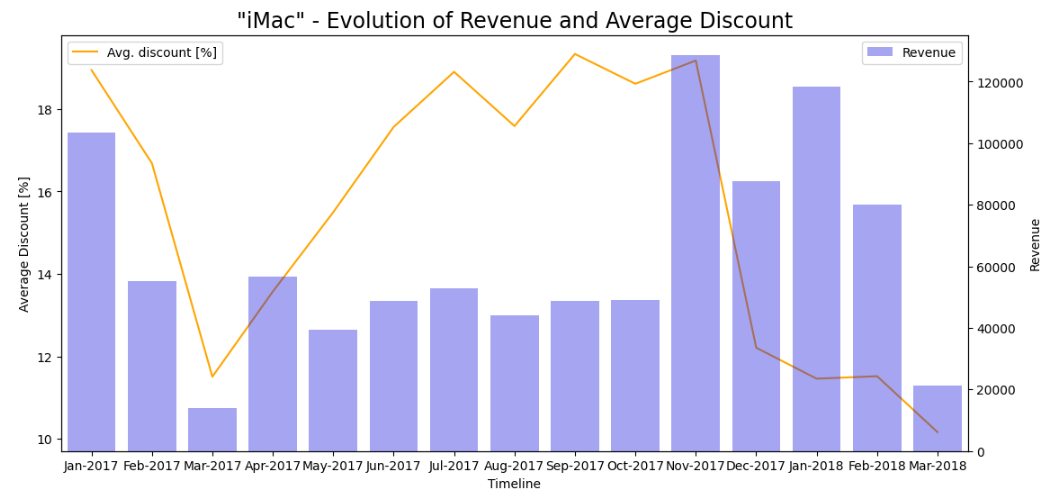 "iMac" - Evolution of Revenue and Average Discount
Avg. discount [%]
Revenue
18
16
14
12
10
Average Discount [%]
120000
100000
80000
60000
40000
20000
0
Revenue
Jan-2017 Feb-2017 Mar-2017 Apr-2017 May-2017 Jun-2017 Jul-2017 Aug-2017 Sep-2017 Oct-2017 Nov-2017 Dec-2017 Jan-2018 Feb-2018 Mar-2018
Timeline